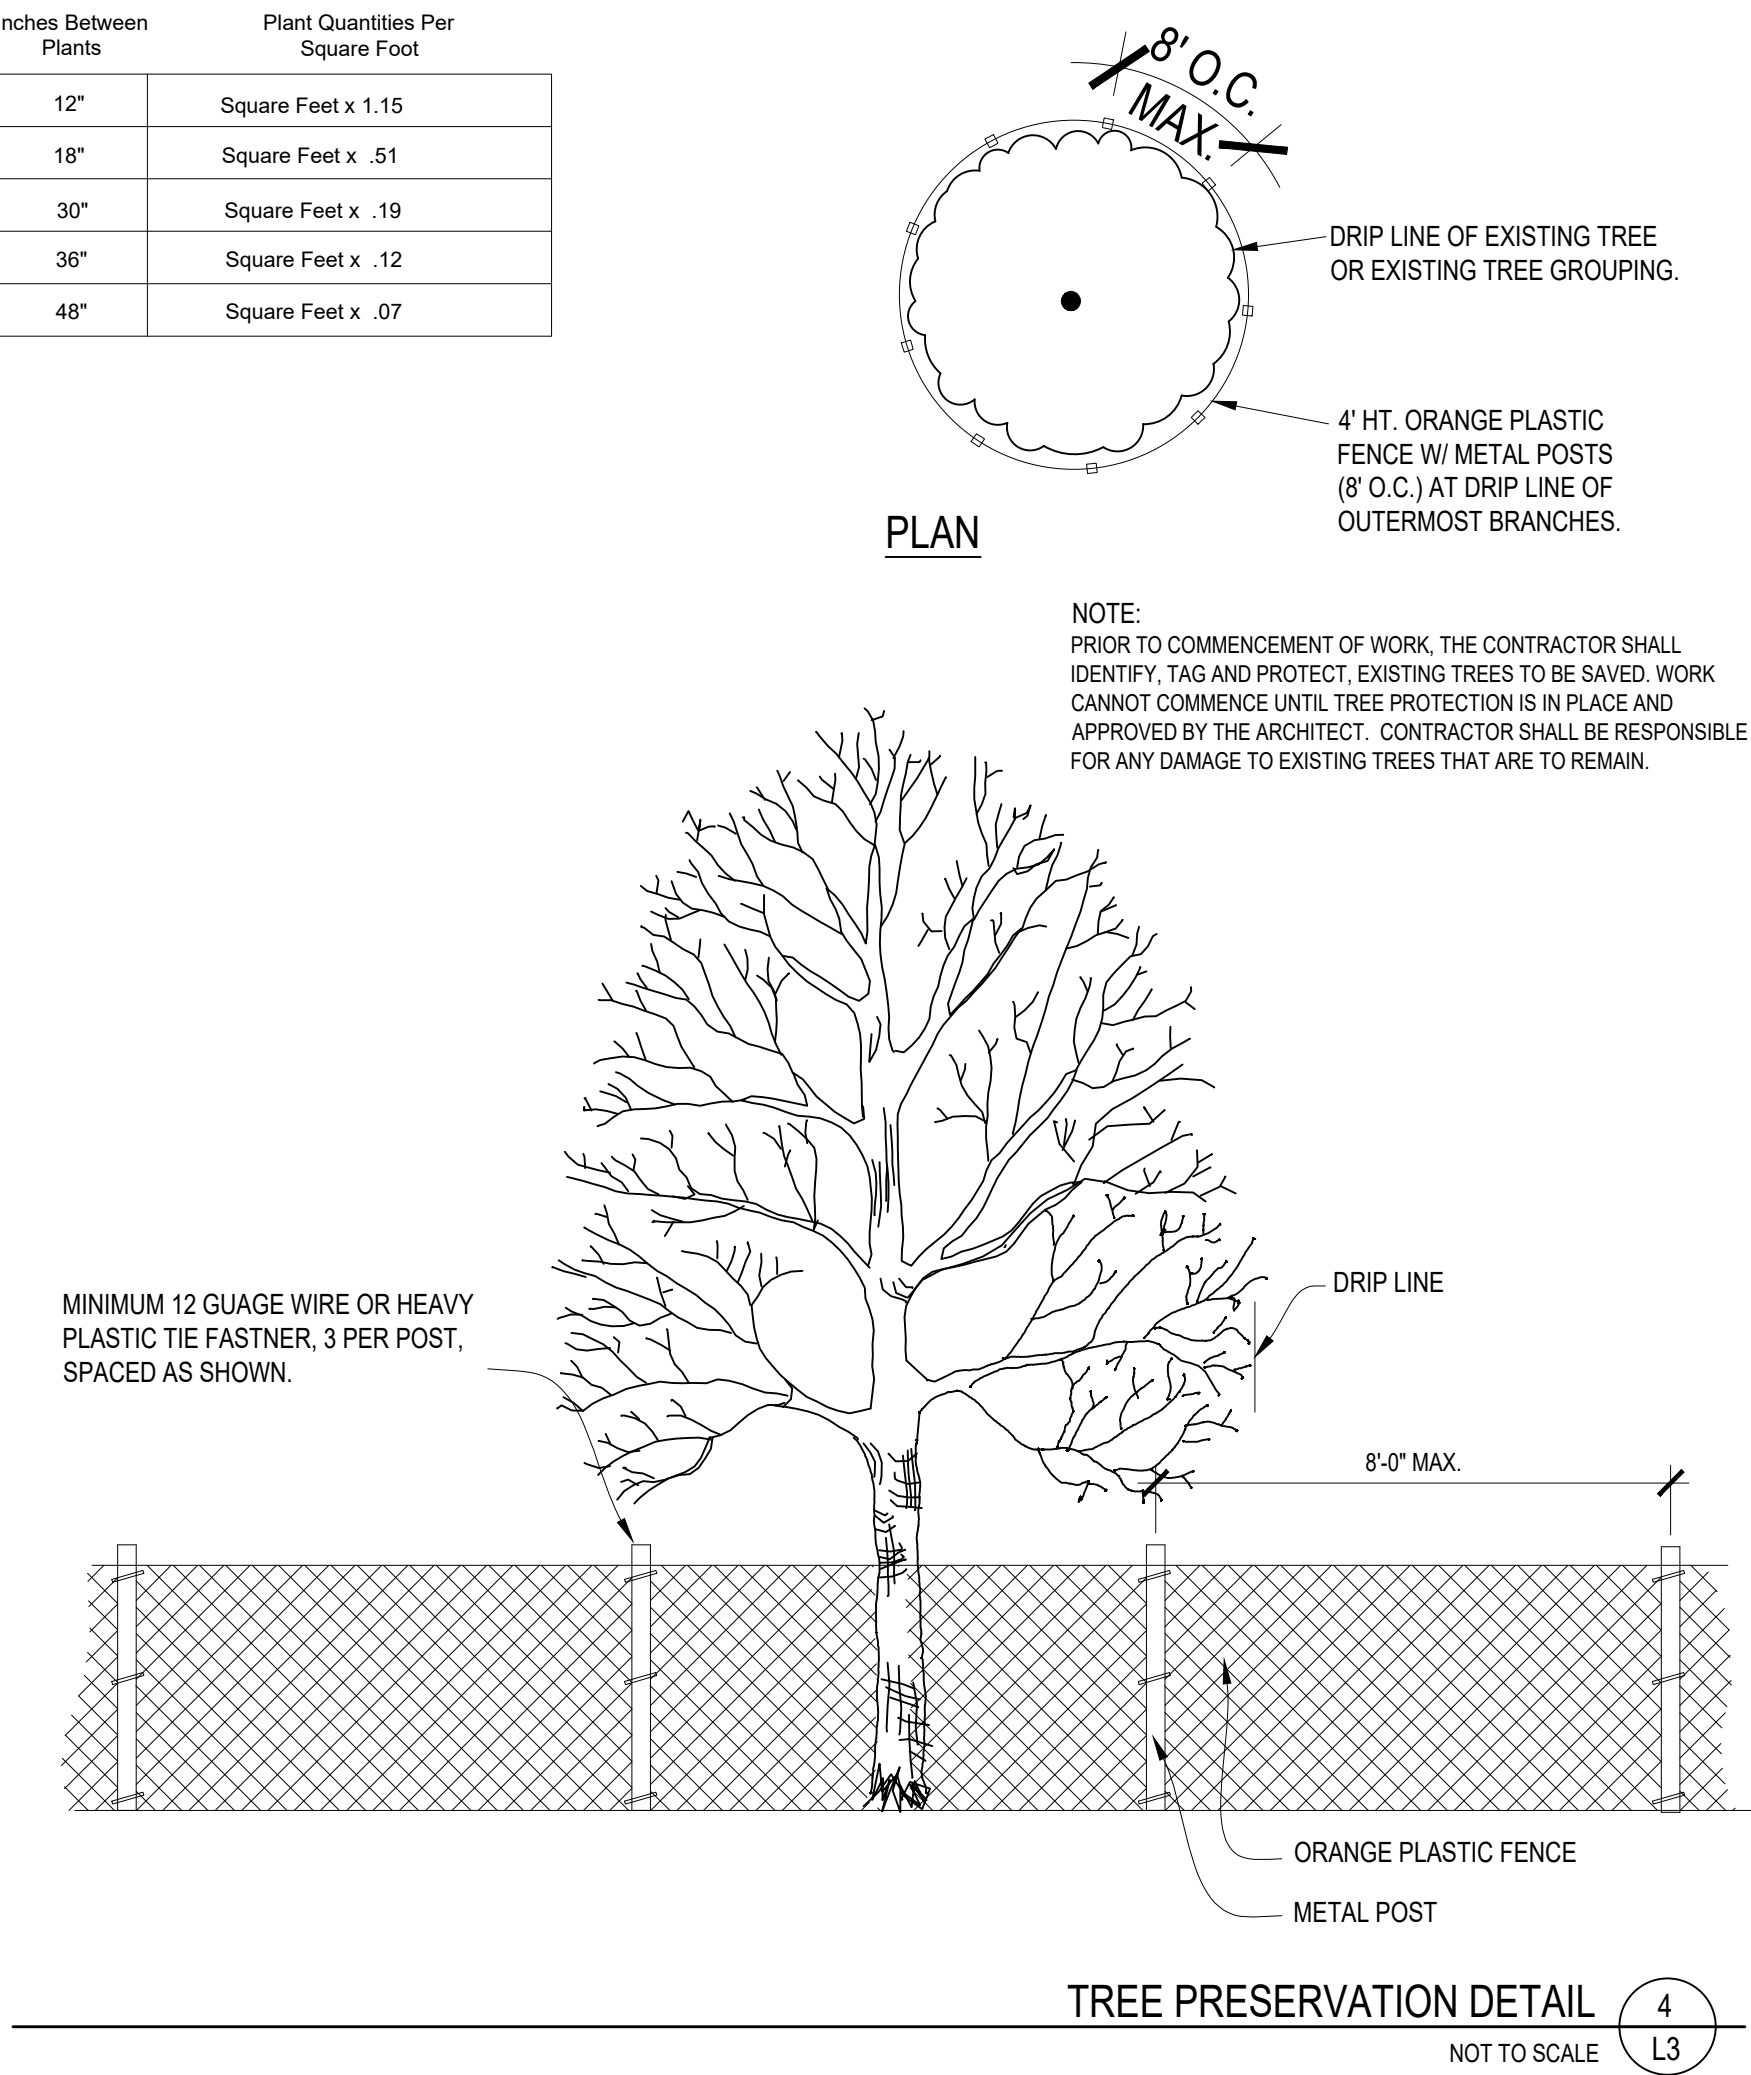 nches Between
Plants
Plant Quantities Per
Square Foot
12" Square Feet x 1.15
18" Square Feet x .51
30" Square Feet x .19
36" Square Feet x .12
48" Square Feet x .07
8' O.C.
MAX.
DRIP LINE OF EXISTING TREE
OR EXISTING TREE GROUPING.
4' HT. ORANGE PLASTIC
FENCE W/ METAL POSTS
(8' O.C.) AT DRIP LINE OF
OUTERMOST BRANCHES.
PLAN
NOTE:
PRIOR TO COMMENCEMENT OF WORK, THE CONTRACTOR SHALL
IDENTIFY, TAG AND PROTECT, EXISTING TREES TO BE SAVED. WORK
CANNOT COMMENCE UNTIL TREE PROTECTION IS IN PLACE AND
APPROVED BY THE ARCHITECT. CONTRACTOR SHALL BE RESPONSIBLE
FOR ANY DAMAGE TO EXISTING TREES THAT ARE TO REMAIN.
MINIMUM 12 GUAGE WIRE OR HEAVY
PLASTIC TIE FASTNER, 3 PER POST,
SPACED AS SHOWN.
DRIP LINE
8'-0" MAX.
ORANGE PLASTIC FENCE
METAL POST
TREE PRESERVATION DETAIL
4
NOT TO SCALE
L3